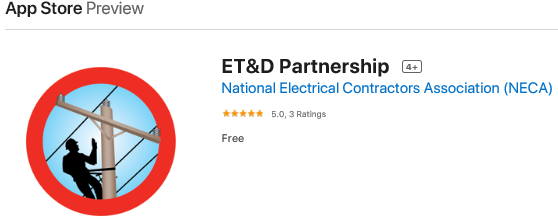 App Store Preview
ET&D Partnership 4+
National Electrical Contractors Association (NECA)
5.0, 3 Ratings
Free